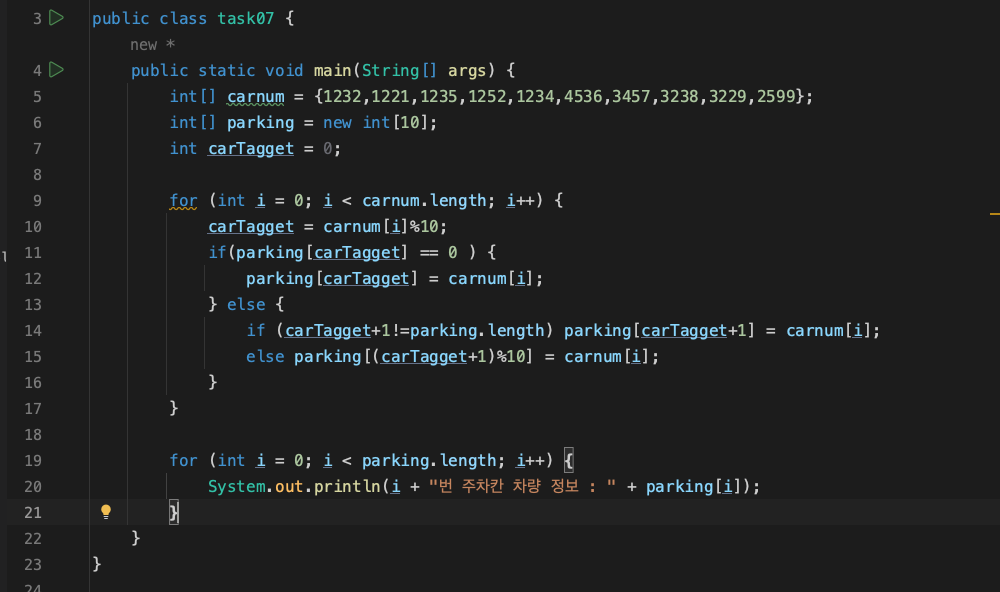 3 public class task07 {
new *
4 public static void main(String[] args) {
5 int[] carnum = {1232,1221,1235,1252,1234,4536,3457,3238,3229,2599};
6 int[] parking = new int[10];
7 int carTagget = 0;
8
9 for (int i = 0; i < carnum.length; i++) {
10 carTagget = carnum[i]%10;
11 if(parking[carTagget] == 0 ) {
12 parking[carTagget] = carnum[i];
13 } else {
14 if (carTagget+1!=parking.length) parking[carTagget+1] = carnum[i];
15 else parking[(carTagget+1)%10] = carnum[i];
16 }
17 }
18
19 for (int i = 0; i < parking.length; i++) {
20 System.out.println(i + "번 주차칸 차량 정보 : " + parking[i]);
21 }
22 }
23 }
24